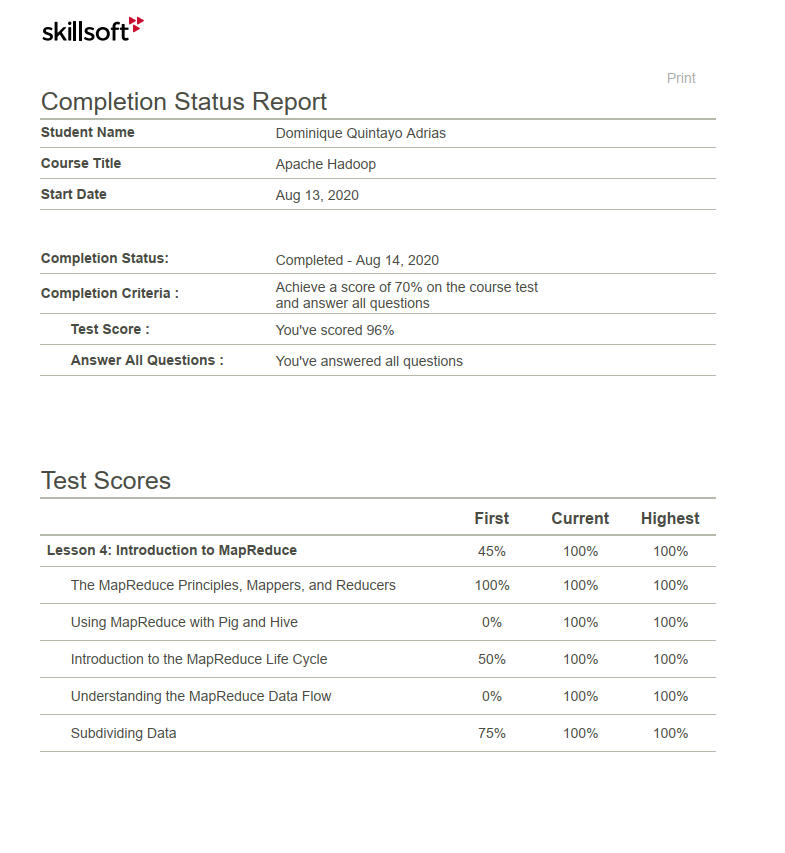 skillsoft
Print
Completion Status Report
Student Name Dominique Quintayo Adrias
Course Title Apache Hadoop
Start Date Aug 13, 2020
Completion Status: Completed - Aug 14, 2020
Completion Criteria : Achieve a score of 70% on the course test
and answer all questions
Test Score : You've scored 96%
Answer All Questions : You've answered all questions
Test Scores
First Current Highest
Lesson 4: Introduction to MapReduce 45% 100% 100%
The MapReduce Principles, Mappers, and Reducers 100% 100% 100%
Using MapReduce with Pig and Hive 0% 100% 100%
Introduction to the MapReduce Life Cycle 50% 100% 100%
Understanding the MapReduce Data Flow 0% 100% 100%
Subdividing Data 75% 100% 100%